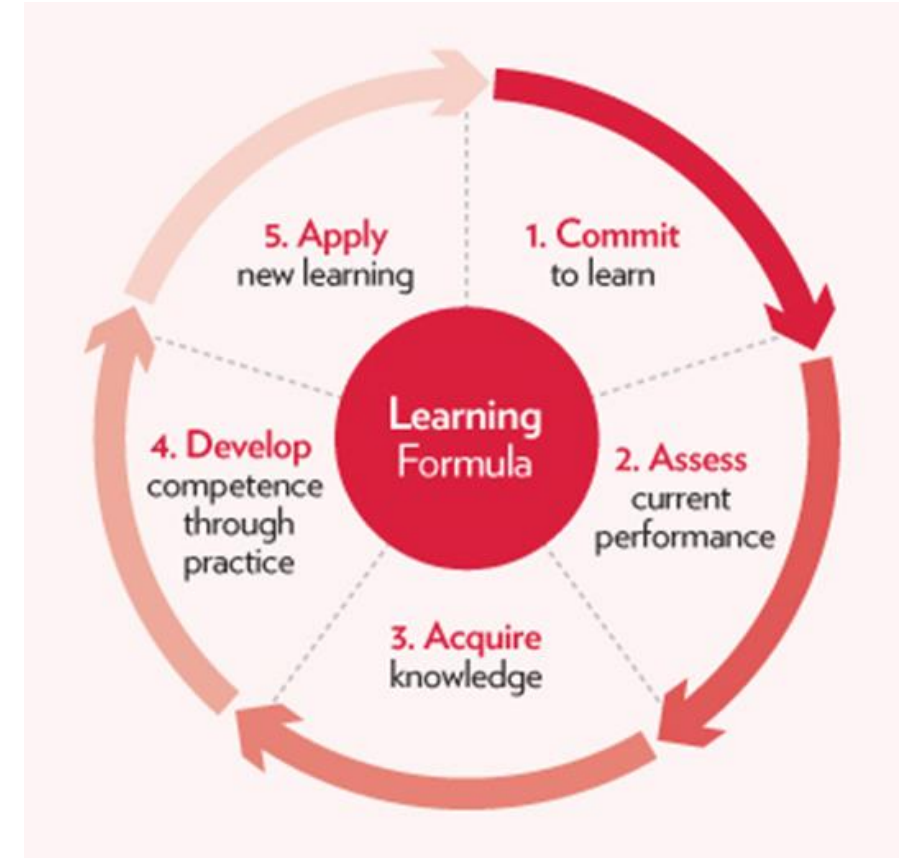 Learning
Formula
1. Commit
to learn
2. Assess
current
performance
3. Acquire
knowledge
4. Develop
competence
through
practice
5. Apply
new learning